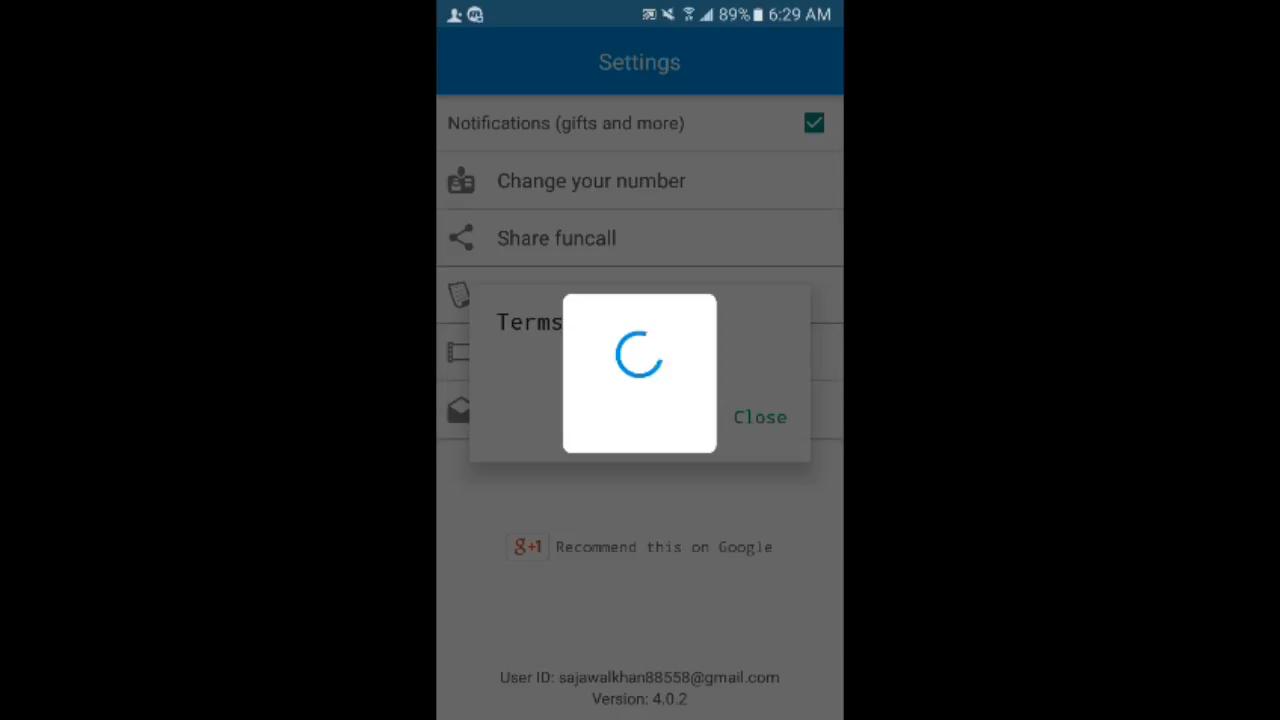 89% 6:29 AM
Settings
Notifications (gifts and more)
Change your number
Share funcall
Terms
Close
g+1 Recommend this on Google
User ID: sajawalkhan88558@gmail.com
Version: 4.0.2